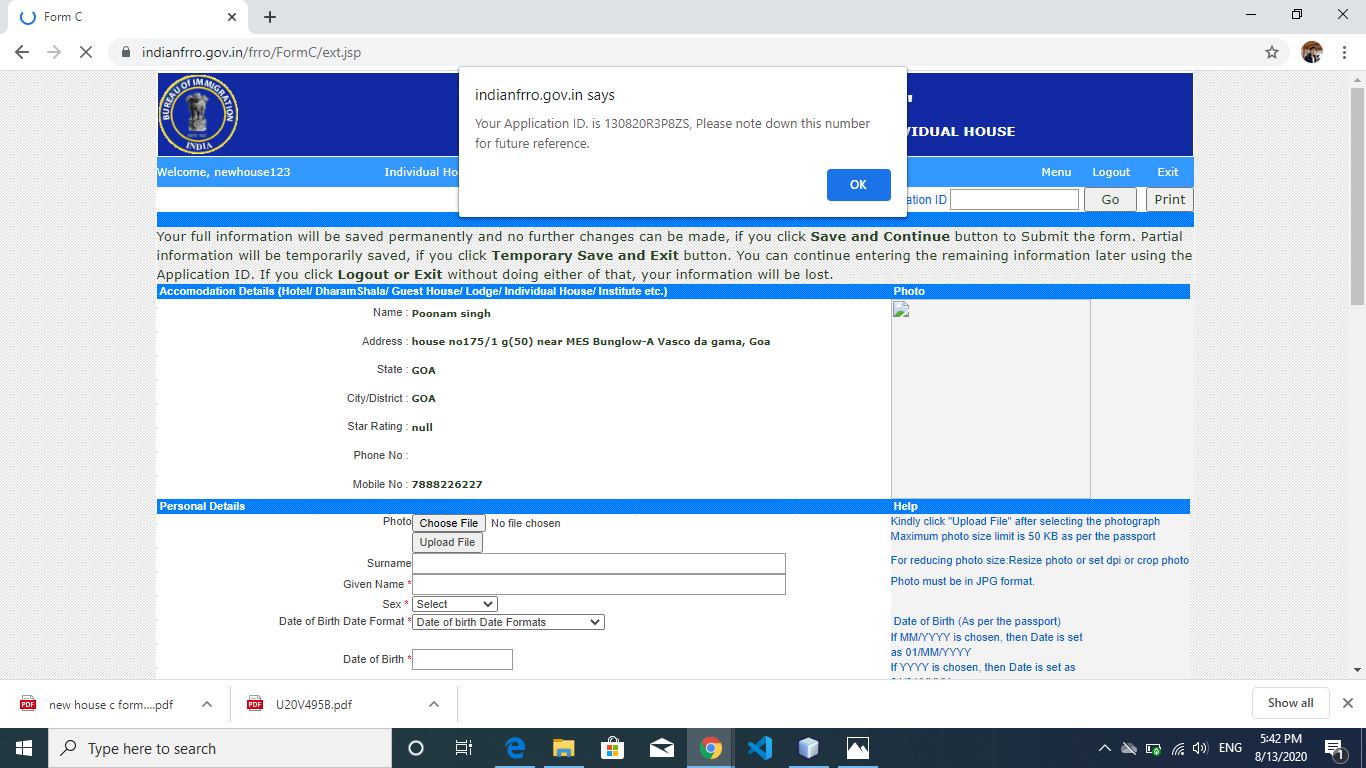 Form C
indianfrro.gov.in/frro/FormC/ext.jsp
BUREAU OF IMMIGRATION
INDIA
indianfrro.gov.in says
Your Application ID. is 130820R3P8ZS, Please note down this number
for future reference.
OK
VIDUAL HOUSE
Welcome, newhouse123
Individual Ho
Menu Logout Exit
ation ID
Go
Print
Your full information will be saved permanently and no further changes can be made, if you click Save and Continue button to Submit the form. Partial
information will be temporarily saved, if you click Temporary Save and Exit button. You can continue entering the remaining information later using the
Application ID. If you click Logout or Exit without doing either of that, your information will be lost.
Accomodation Details (Hotel/ DharamShala/ Guest House/ Lodge/ Individual House/ Institute etc.)
Photo
Name : Poonam singh
Address : house no175/1 g(50) near MES Bunglow-A Vasco da gama, Goa
State : GOA
City/District : GOA
Star Rating : null
Phone No :
Mobile No : 7888226227
Personal Details
Help
Photo Choose File No file chosen
Upload File
Kindly click "Upload File" after selecting the photograph
Maximum photo size limit is 50 KB as per the passport
Surname
For reducing photo size:Resize photo or set dpi or crop photo
Given Name *
Photo must be in JPG format.
Sex * Select
Date of Birth Date Format * Date of birth Date Formats
Date of Birth (As per the passport)
If MM/YYYY is chosen, then Date is set
as 01/MM/YYYY
Date of Birth *
If YYYY is chosen, then Date is set as
new house c form....pdf
U20V495B.pdf
Show all
Type here to search
ENG
5:42 PM
8/13/2020
1